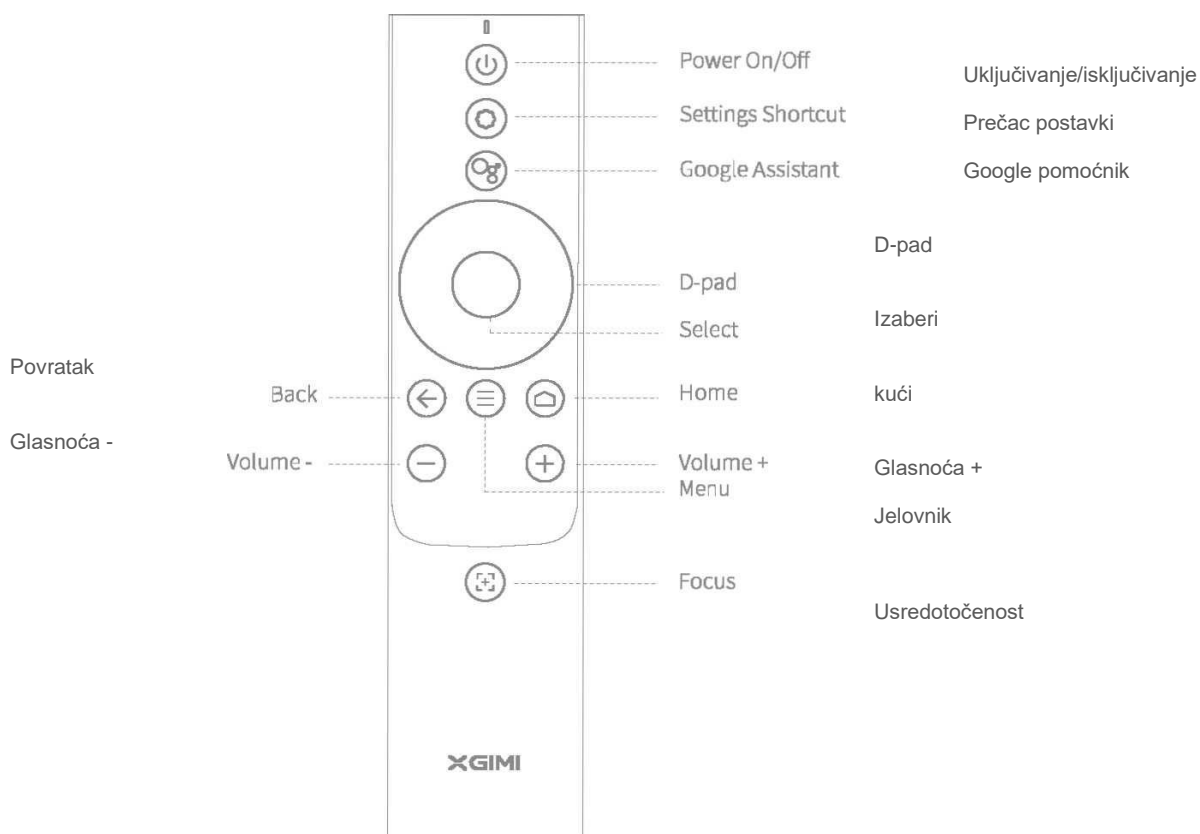 Power On/Off Uključivanje/isključivanje
Settings Shortcut Prečac postavki
Google Assistant Google pomoćnik
D-pad D-pad
Select Izaberi
Povratak Back Home kući
Glasnoća - Volume - Volume + Glasnoća +
Menu Jelovnik
Focus Usredotočenost
XGIMI